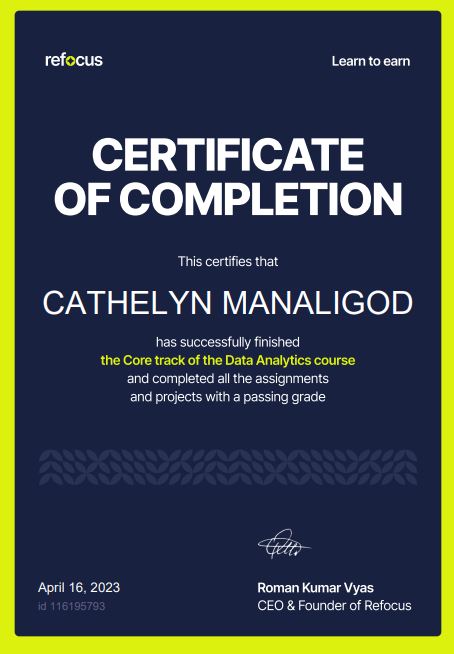 refocus
Learn to earn
CERTIFICATE
OF COMPLETION
This certifies that
CATHELYN MANALIGOD
has successfully finished
the Core track of the Data Analytics course
and completed all the assignments
and projects with a passing grade
April 16, 2023
id 116195793
Roman Kumar Vyas
CEO & Founder of Refocus